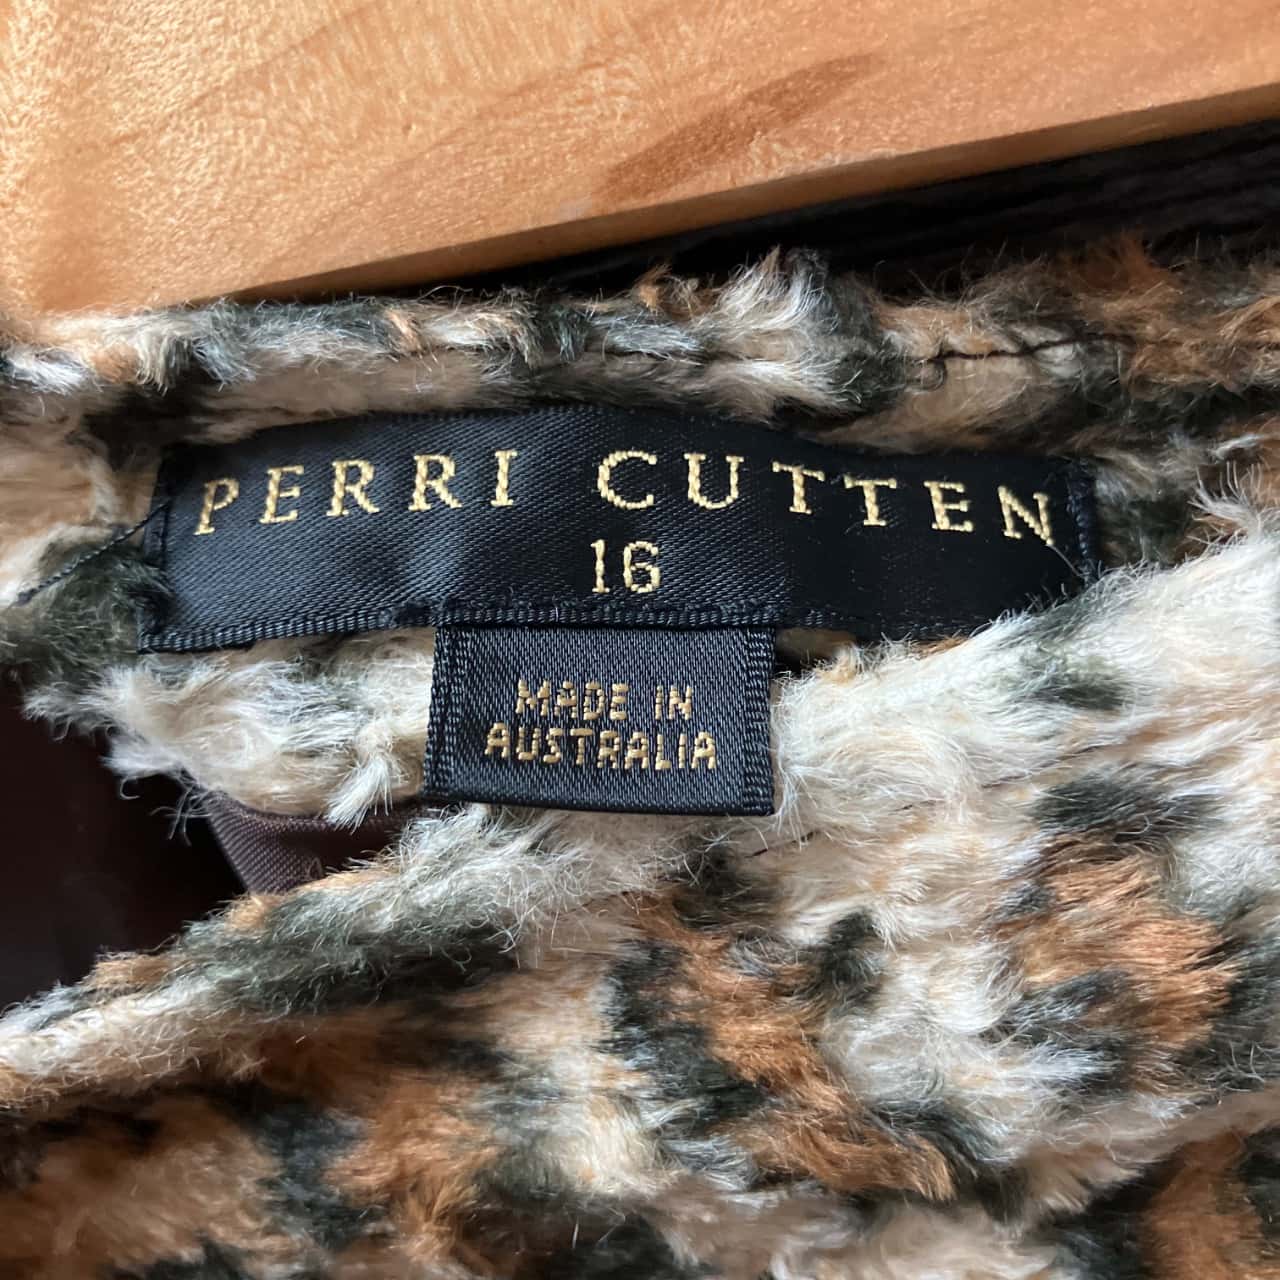 PERRI CUTTEN
16
MADE IN
AUSTRALIA